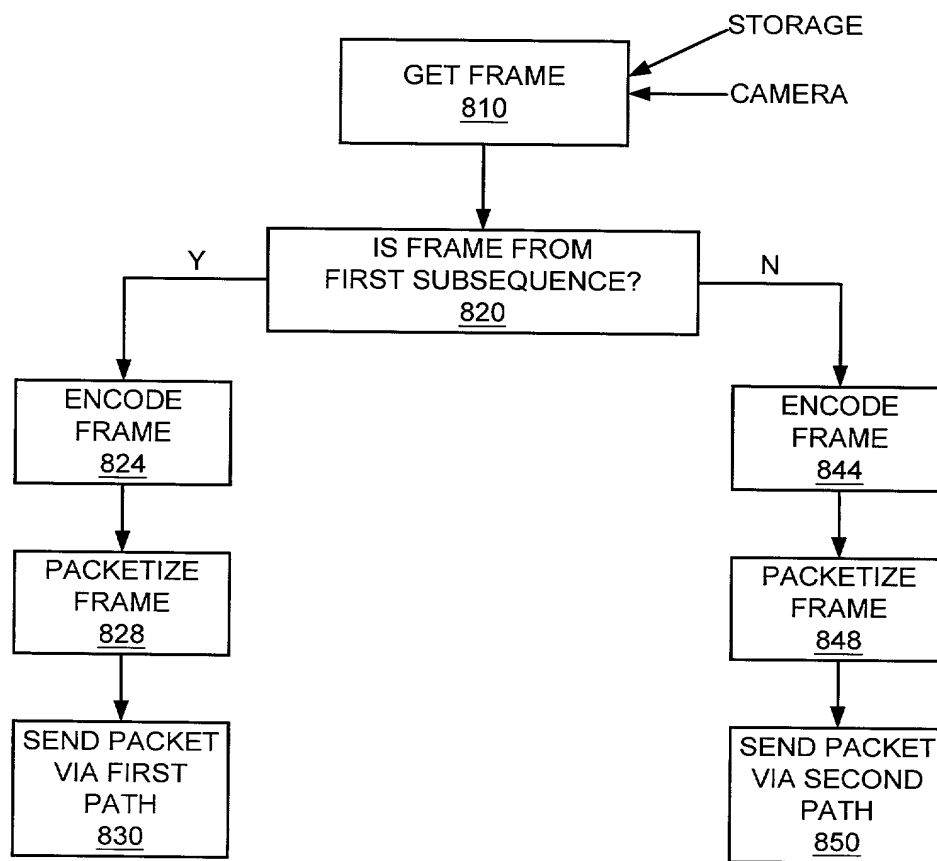 STORAGE
GET FRAME
810
CAMERA
IS FRAME FROM
FIRST SUBSEQUENCE?
820
Y
N
ENCODE
FRAME
824
PACKETIZE
FRAME
828
SEND PACKET
VIA FIRST
PATH
830
ENCODE
FRAME
844
PACKETIZE
FRAME
848
SEND PACKET
VIA SECOND
PATH
850